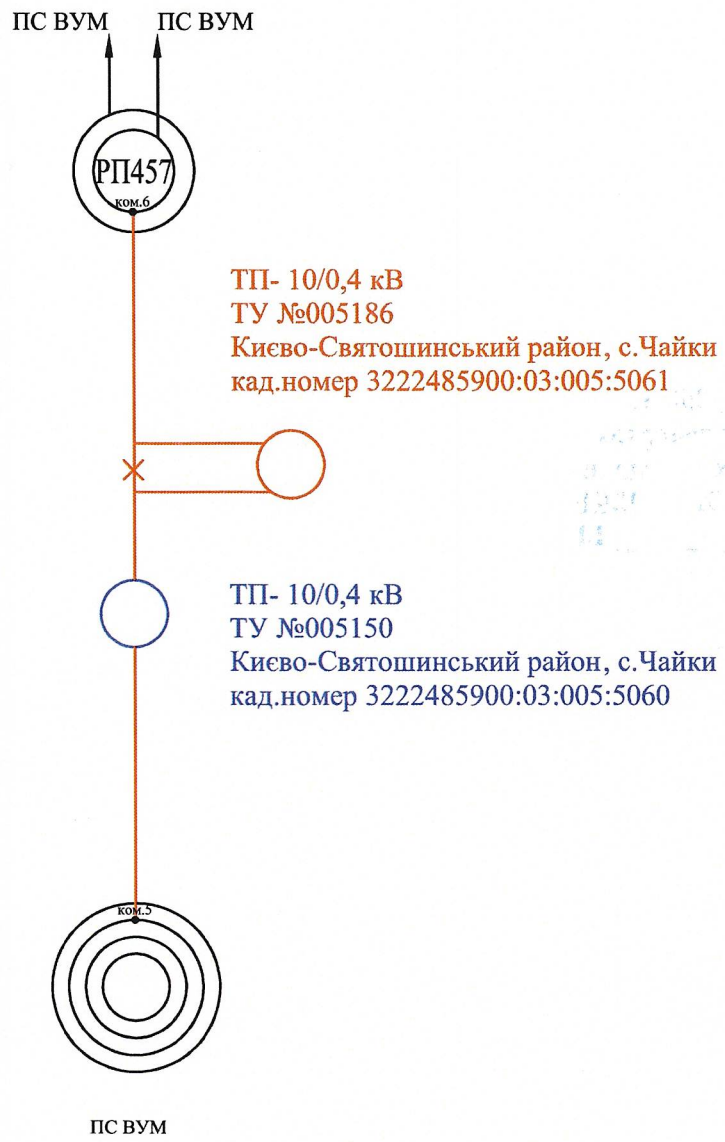 ПС ВУМ ПС ВУМ
РП457
ком.6
ТП- 10/0,4 кВ
ТУ №005186
Києво-Святошинський район, с.Чайки
кад.номер 3222485900:03:005:5061
ТП- 10/0,4 кВ
ТУ №005150
Києво-Святошинський район, с.Чайки
кад.номер 3222485900:03:005:5060
ком.5
ПС ВУМ